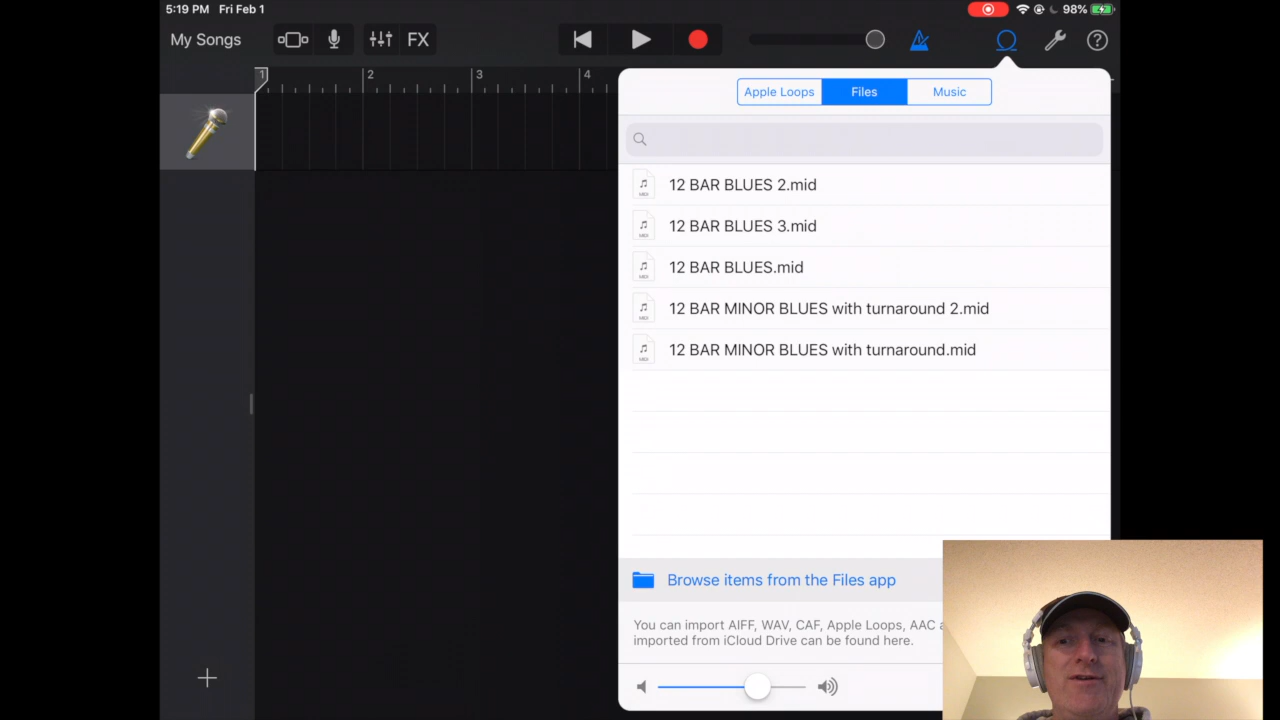 5:19 PM Fri Feb 1
98%
My Songs
FX
1 2 3 4
Apple Loops Files Music
12 BAR BLUES 2.mid
12 BAR BLUES 3.mid
12 BAR BLUES.mid
12 BAR MINOR BLUES with turnaround 2.mid
12 BAR MINOR BLUES with turnaround.mid
Browse items from the Files app
You can import AIFF, WAV, CAF, Apple Loops, AAC
imported from iCloud Drive can be found here.